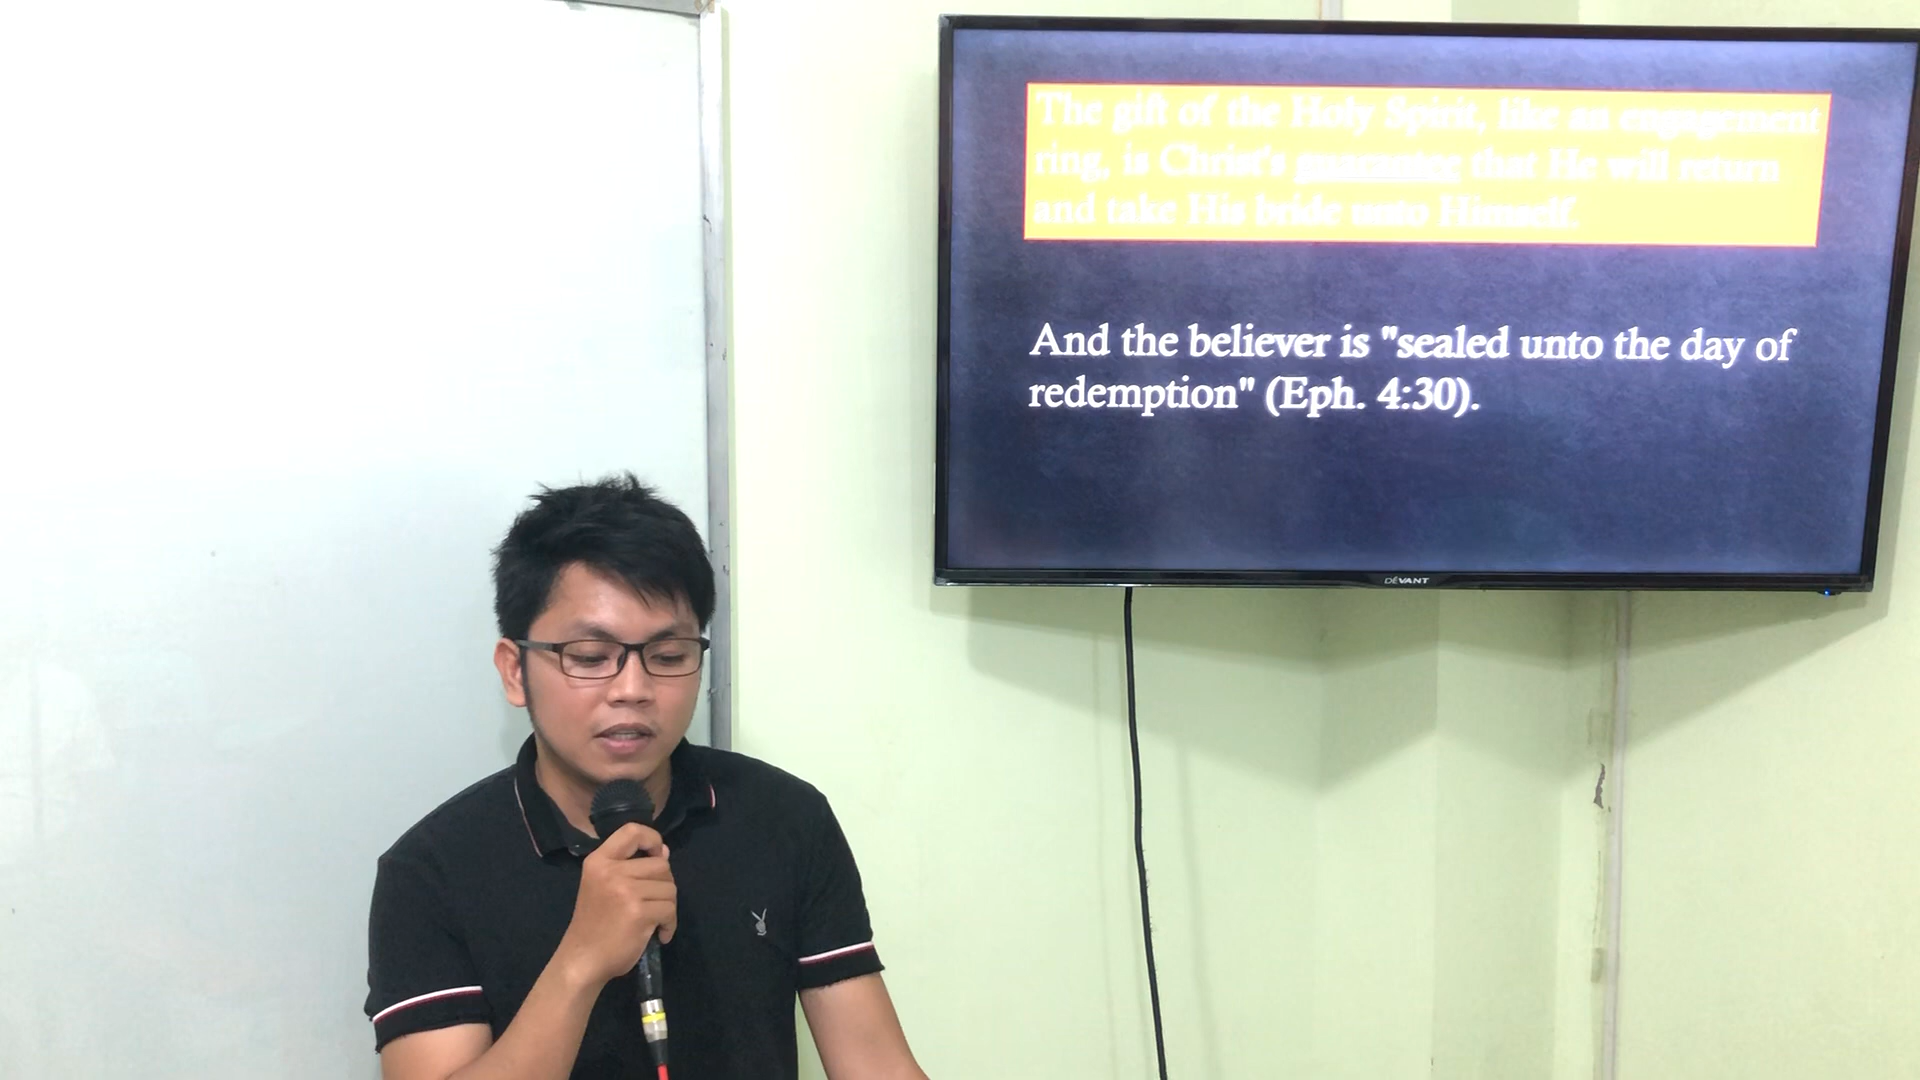 The gift of the Holy Spirit, like an engagement
ring, is Christ's guarantee that He will return
and take His bride unto Himself.
And the believer is "sealed unto the day of
redemption" (Eph. 4:30).
DEVANT